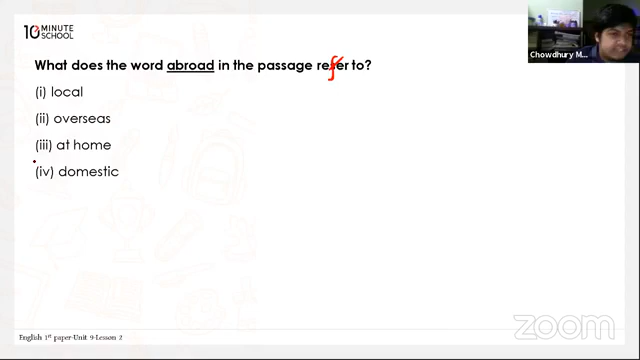 10 MINUTE
SCHOOL
Chowdhury M...
What does the word abroad in the passage refer to?
(i) local
(ii) overseas
(iii) at home
(iv) domestic
English 1st paper-Unit 9-Lesson 2
zoom